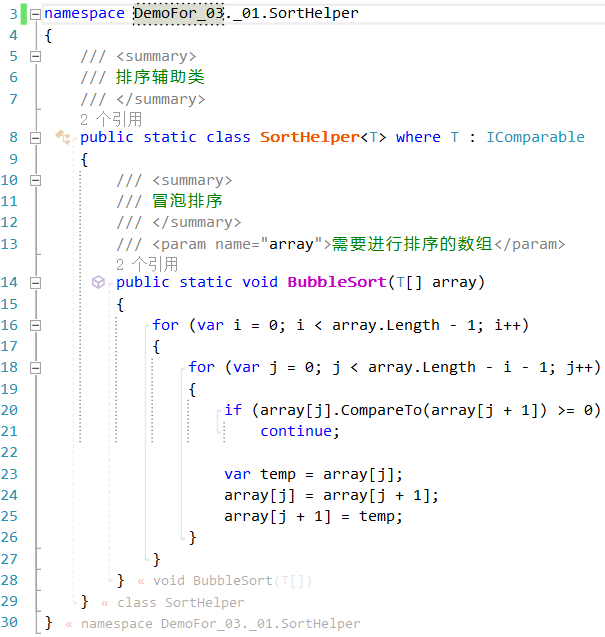 3 namespace DemoFor_03._01.SortHelper
4 {
5 /// <summary>
6 /// 排序辅助类
7 /// </summary>
2 个引用
8 public static class SortHelper<T> where T : IComparable
9 {
10 /// <summary>
11 /// 冒泡排序
12 /// </summary>
13 /// <param name="array">需要进行排序的数组</param>
2 个引用
14 public static void BubbleSort(T[] array)
15 {
16 for (var i = 0; i < array.Length - 1; i++)
17 {
18 for (var j = 0; j < array.Length - i - 1; j++)
19 {
20 if (array[j].CompareTo(array[j + 1]) >= 0)
21 continue;
22
23 var temp = array[j];
24 array[j] = array[j + 1];
25 array[j + 1] = temp;
26 }
27 }
28 } « void BubbleSort(T[])
29 } « class SortHelper
30 } « namespace DemoFor_03._01.SortHelper